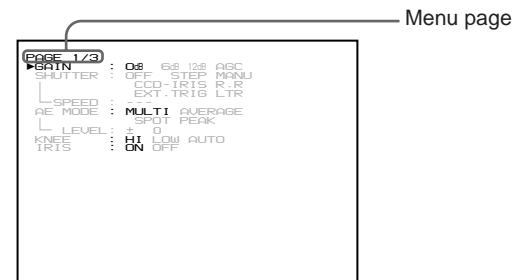 Menu page
PAGE 1/3
►GAIN : 0dB 6dB 12dB AGC
SHUTTER : OFF STEP MANU
CCD-IRIS R.R
EXT.TRIG LTR
SPEED : ---
AE MODE : MULTI AVERAGE
SPOT PEAK
LEVEL : ± 0
KNEE : HI LOW AUTO
IRIS : ON OFF